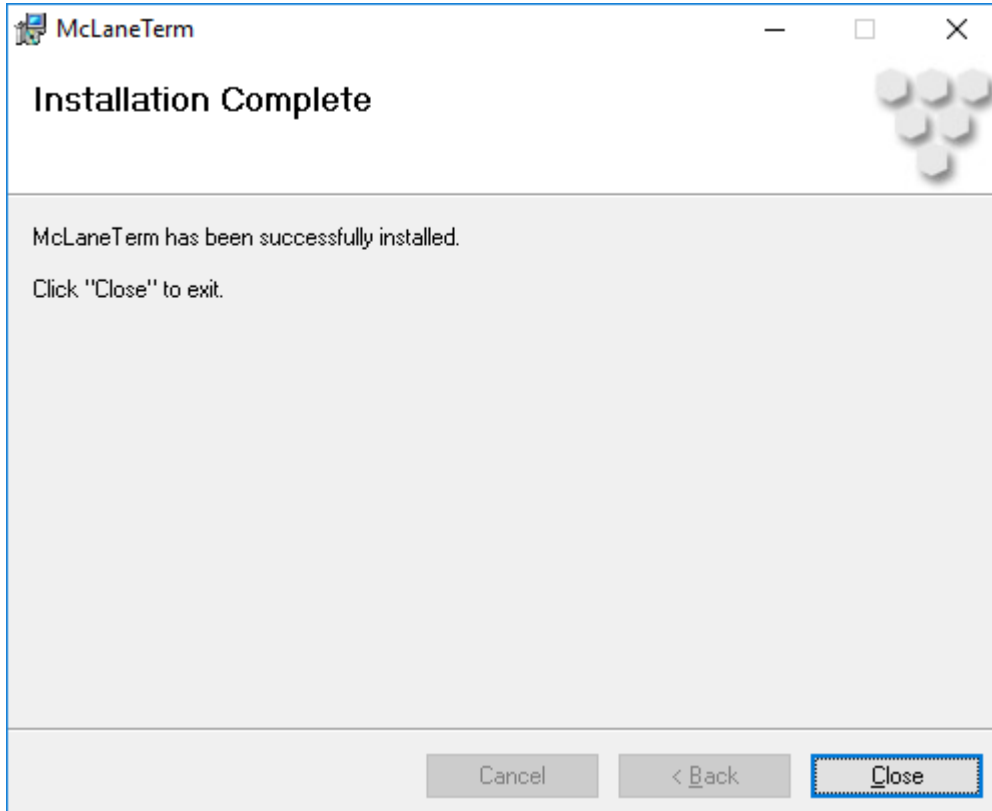 McLaneTerm
Installation Complete
McLaneTerm has been successfully installed.
Click "Close" to exit.
Cancel
< Back
Close